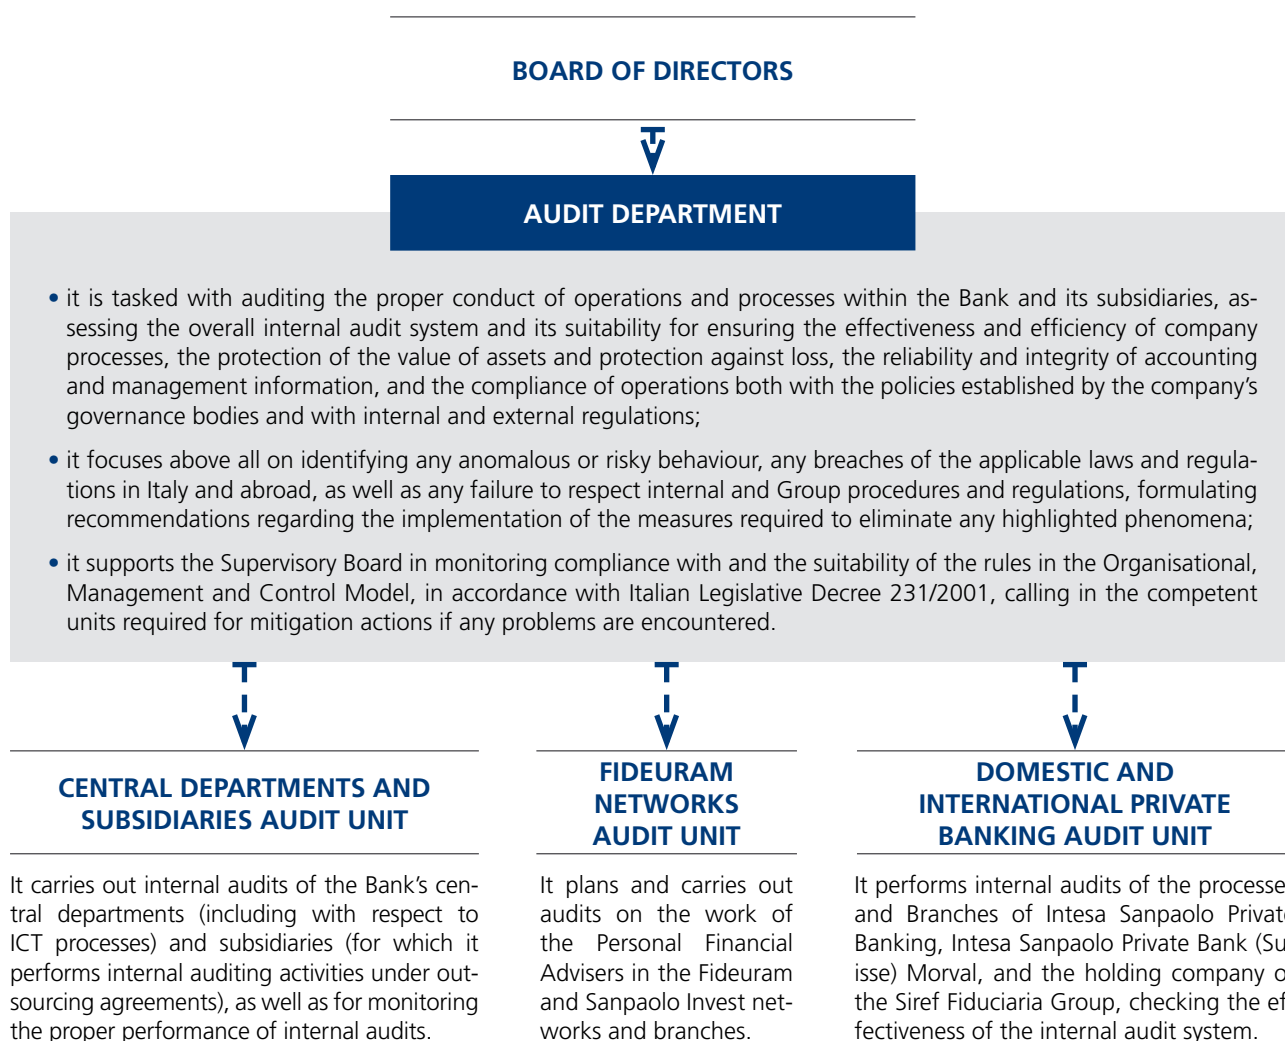 BOARD OF DIRECTORS
AUDIT DEPARTMENT
• it is tasked with auditing the proper conduct of operations and processes within the Bank and its subsidiaries, as-
sessing the overall internal audit system and its suitability for ensuring the effectiveness and efficiency of company
processes, the protection of the value of assets and protection against loss, the reliability and integrity of accounting
and management information, and the compliance of operations both with the policies established by the company's
governance bodies and with internal and external regulations;
• it focuses above all on identifying any anomalous or risky behaviour, any breaches of the applicable laws and regula-
tions in Italy and abroad, as well as any failure to respect internal and Group procedures and regulations, formulating
recommendations regarding the implementation of the measures required to eliminate any highlighted phenomena;
• it supports the Supervisory Board in monitoring compliance with and the suitability of the rules in the Organisational,
Management and Control Model, in accordance with Italian Legislative Decree 231/2001, calling in the competent
units required for mitigation actions if any problems are encountered.
CENTRAL DEPARTMENTS AND
SUBSIDIARIES AUDIT UNIT
It carries out internal audits of the Bank's cen-
tral departments (including with respect to
ICT processes) and subsidiaries (for which it
performs internal auditing activities under out-
sourcing agreements), as well as for monitoring
the proper performance of internal audits.
FIDEURAM
NETWORKS
AUDIT UNIT
It plans and carries out
audits on the work of
the Personal Financial
Advisers in the Fideuram
and Sanpaolo Invest net-
works and branches.
DOMESTIC AND
INTERNATIONAL PRIVATE
BANKING AUDIT UNIT
It performs internal audits of the processe
and Branches of Intesa Sanpaolo Private
Banking, Intesa Sanpaolo Private Bank (Su
isse) Morval, and the holding company o
the Siref Fiduciaria Group, checking the ef
fectiveness of the internal audit system.